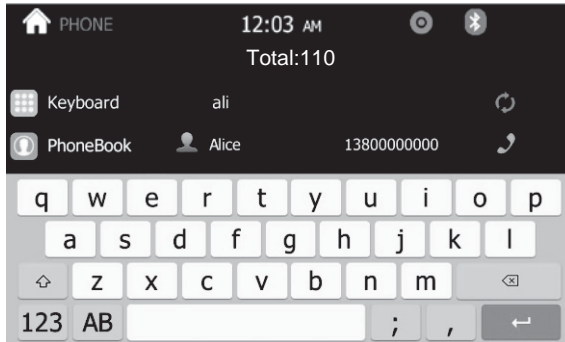 PHONE 12:03 AM
Total:110
Keyboard ali
PhoneBook Alice 13800000000
q w e r t y u i o p
a s d f g h j k l
z x c v b n m
123 AB ; ,